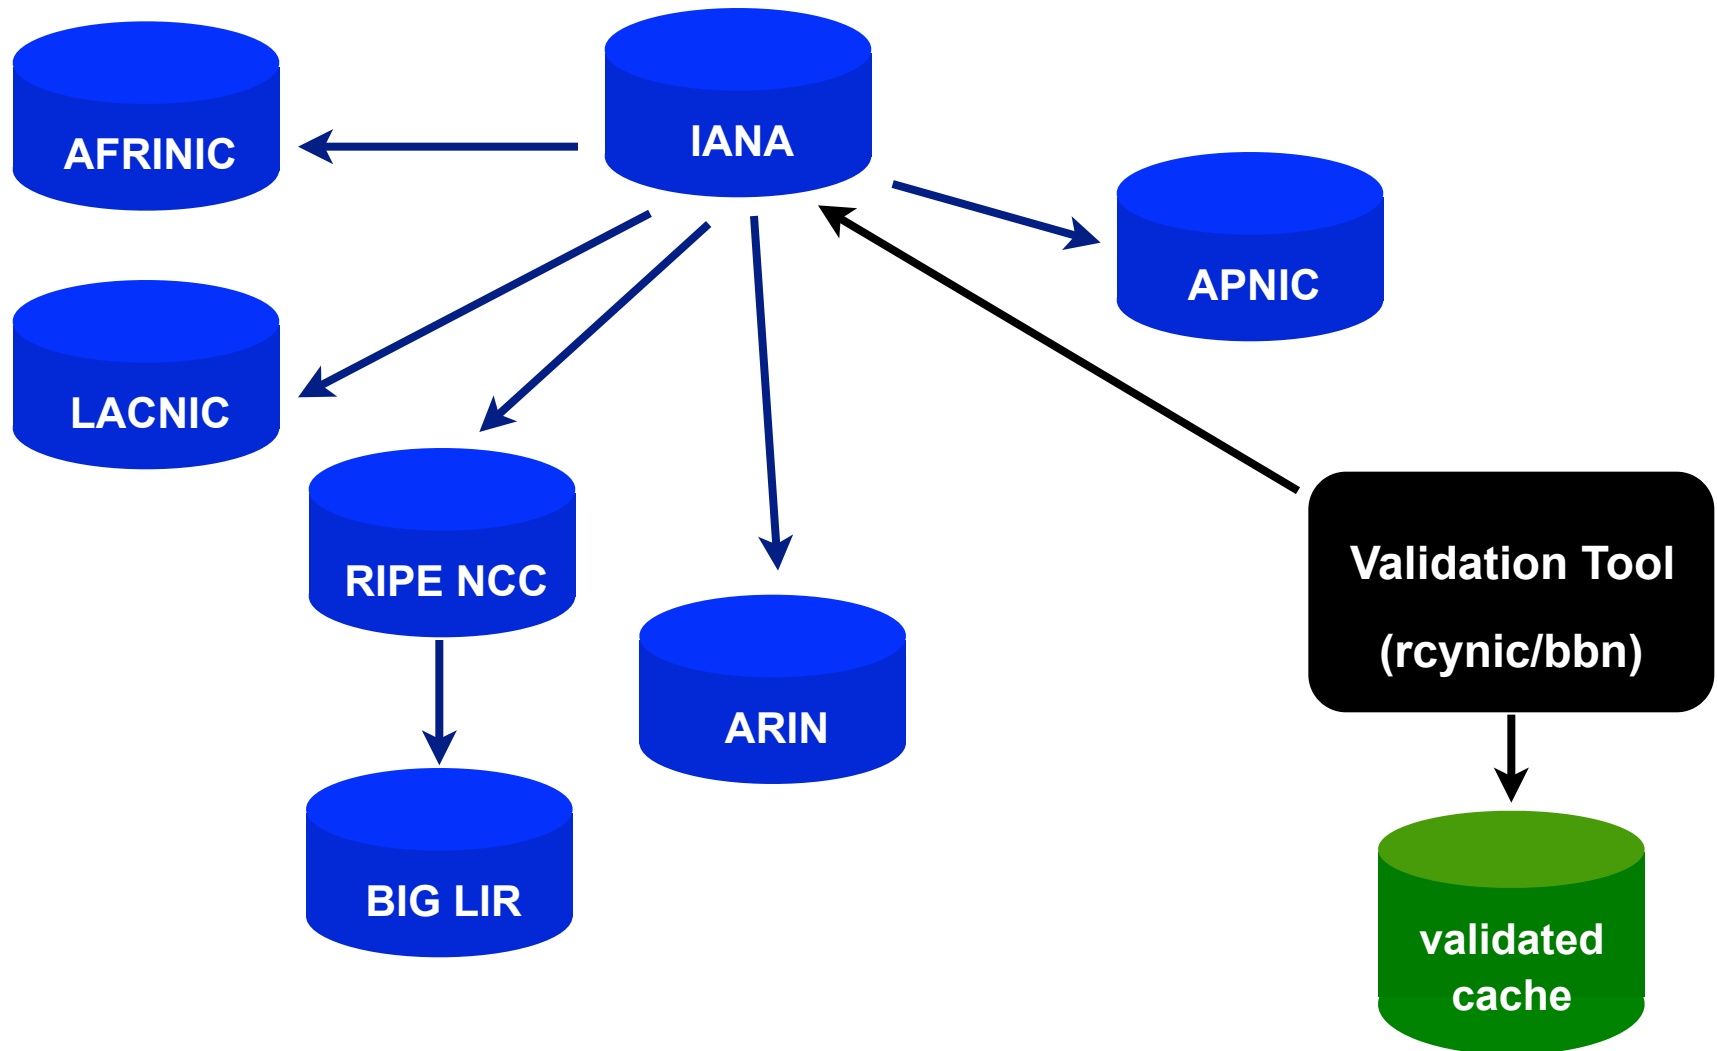 AFRINIC
IANA
APNIC
LACNIC
RIPE NCC
ARIN
BIG LIR
Validation Tool
(rcynic/bbn)
validated
cache